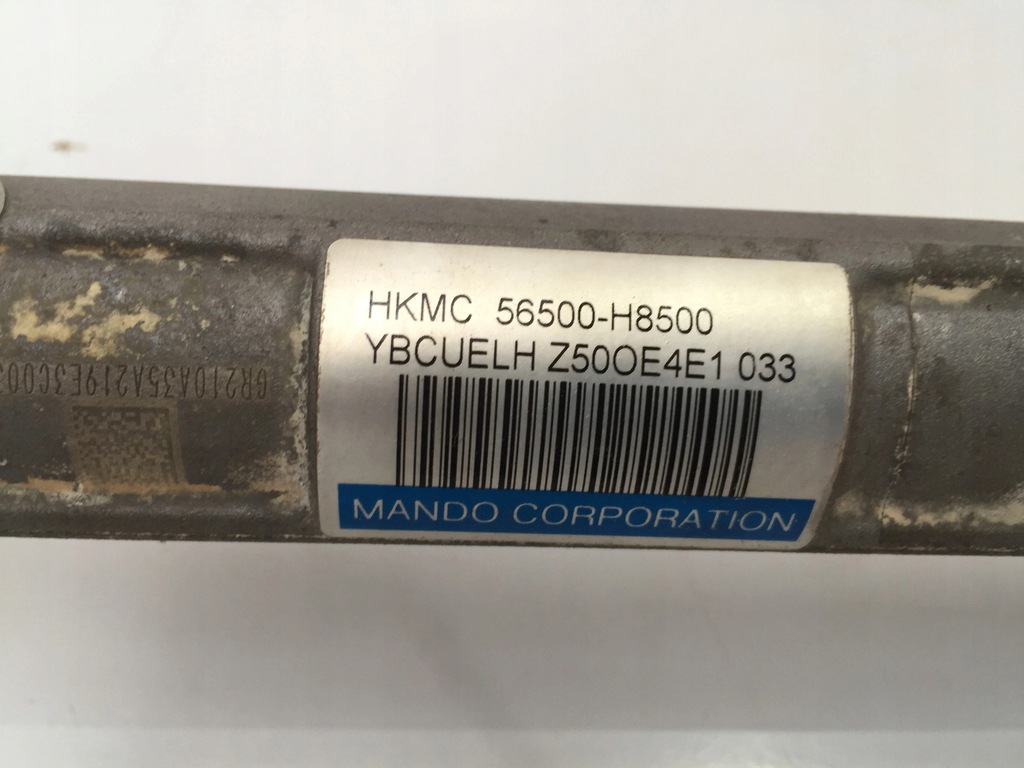 HKMC 56500-H8500
YBCUELH Z50OE4E1 033
MANDO CORPORATION